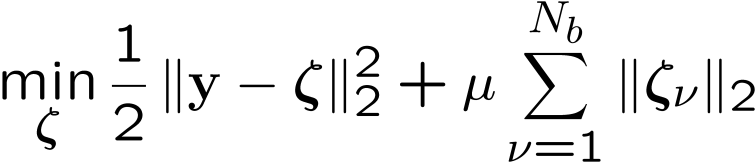 min_ζ 1/2 ‖y − ζ‖₂² + μ ∑_{ν=1}^{N_b} ‖ζ_ν‖₂